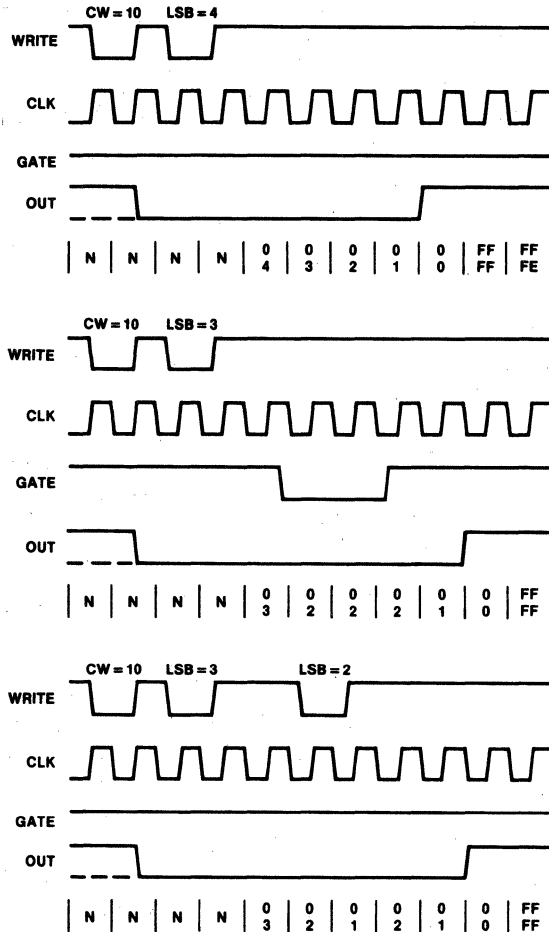 CW = 10 LSB = 4
WRITE
CLK
GATE
OUT
| N | N | N | N | 0 | 0 | 0 | 0 | 0 | FF | FF
4 | 3 | 2 | 1 | 0 | FF | FE
CW = 10 LSB = 3
WRITE
CLK
GATE
OUT
| N | N | N | N | 0 | 0 | 0 | 0 | 0 | 0 | FF
3 | 2 | 2 | 2 | 1 | 0 | FF
CW = 10 LSB = 3 LSB = 2
WRITE
CLK
GATE
OUT
| N | N | N | N | 0 | 0 | 0 | 0 | 0 | 0 | FF
3 | 2 | 1 | 2 | 1 | 0 | FF